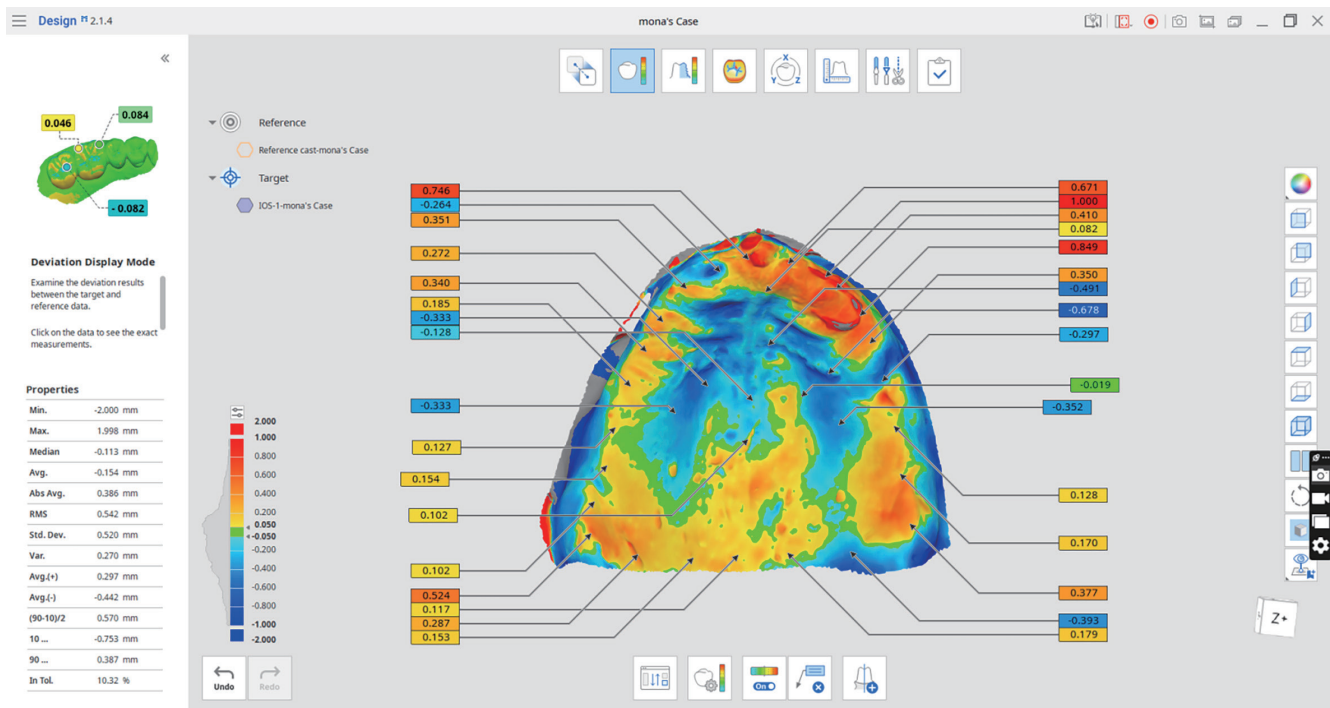 Design M 2.1.4
mona's Case
0.046
0.084
- 0.082
Deviation Display Mode
Examine the deviation results
between the target and
reference data.
Click on the data to see the exact
measurements.
Properties
Min. -2.000 mm
Max. 1.998 mm
Median -0.113 mm
Avg. -0.154 mm
Abs Avg. 0.386 mm
RMS 0.542 mm
Std. Dev. 0.520 mm
Var. 0.270 mm
Avg.(+) 0.297 mm
Avg.(-) -0.442 mm
(90-10)/2 0.570 mm
10 ... -0.753 mm
90 ... 0.387 mm
In Tol. 10.32 %
X
Y
Z
Reference
Reference cast-mona's Case
Target
IOS-1-mona's Case
2.000
1.000
0.800
0.600
0.400
0.200
0.050
-0.050
-0.200
-0.400
-0.600
-0.800
-1.000
-2.000
0.746
-0.264
0.351
0.272
0.340
0.185
-0.333
-0.128
-0.333
0.127
0.154
0.102
0.102
0.524
0.117
0.287
0.153
0.671
1.000
0.410
0.082
0.849
0.350
-0.491
-0.678
-0.297
-0.019
-0.352
0.128
0.170
0.377
-0.393
0.179
Z+
Undo
Redo
On